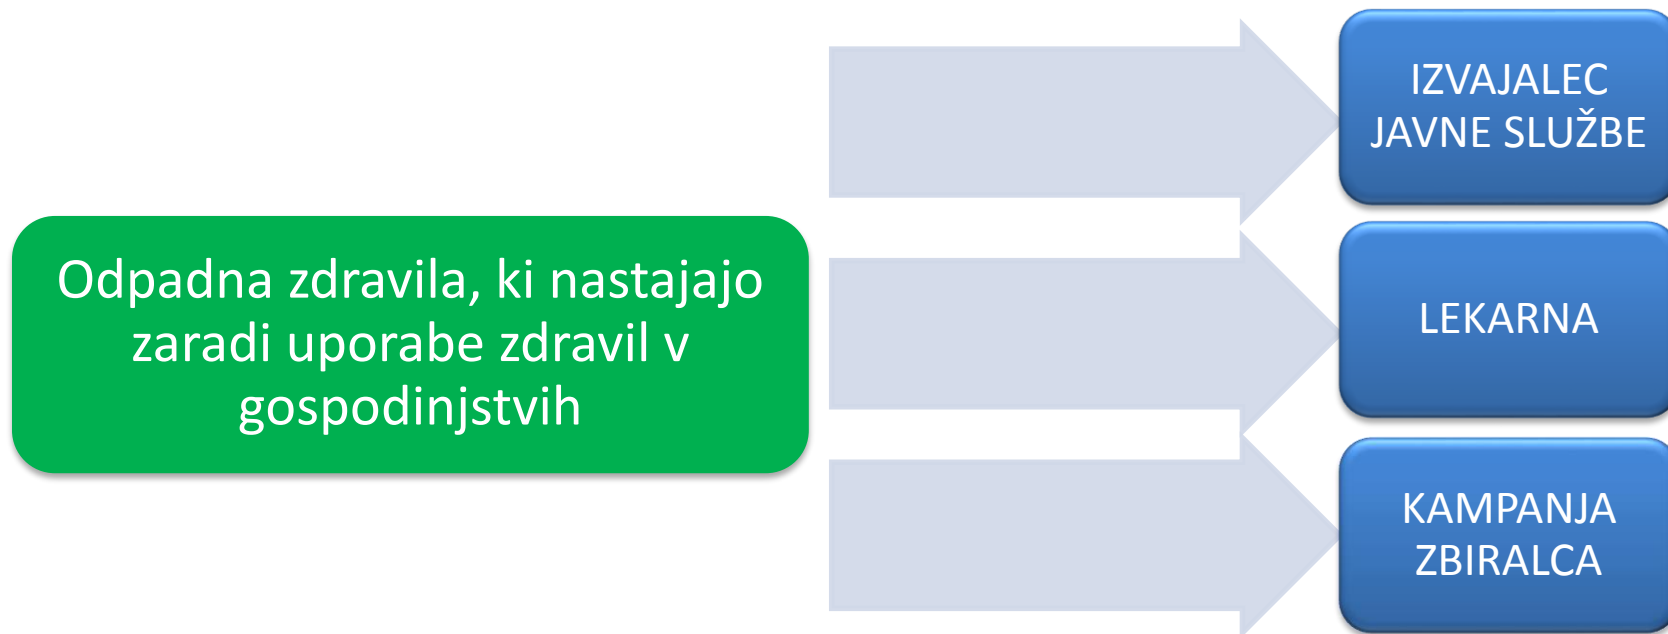 Odpadna zdravila, ki nastajajo
zaradi uporabe zdravil v
gospodinjstvih
IZVAJALEC
JAVNE SLUŽBE
LEKARNA
KAMPANJA
ZBIRALCA